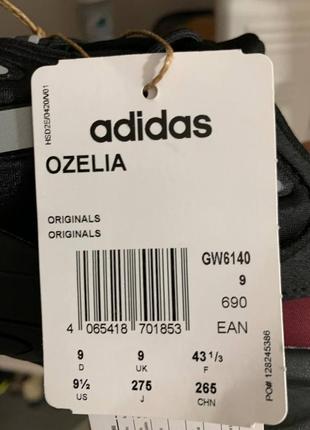 adidas
OZELIA
ORIGINALS
ORIGINALS
GW6140
9
690
4 065418 701853 EAN
9 9 43 1/3
D UK F
9½ 275 265
US J CHN
HSD25/0420/V01
PO# 128245386